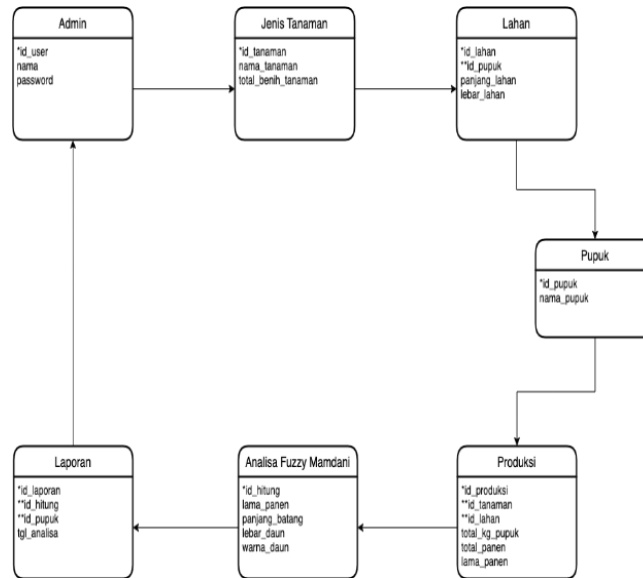 Admin
*id_user
nama
password
Jenis Tanaman
*id_tanaman
nama_tanaman
total_benih_tanaman
Lahan
*id_lahan
**id_pupuk
panjang_lahan
lebar_lahan
Pupuk
*id_pupuk
nama_pupuk
Laporan
*id_laporan
**id_hitung
**id_pupuk
tgl_analisa
Analisa Fuzzy Mamdani
*id_hitung
lama_panen
panjang_batang
lebar_daun
warna_daun
Produksi
*id_produksi
**id_tanaman
**id_lahan
total_kg_pupuk
total_panen
lama_panen